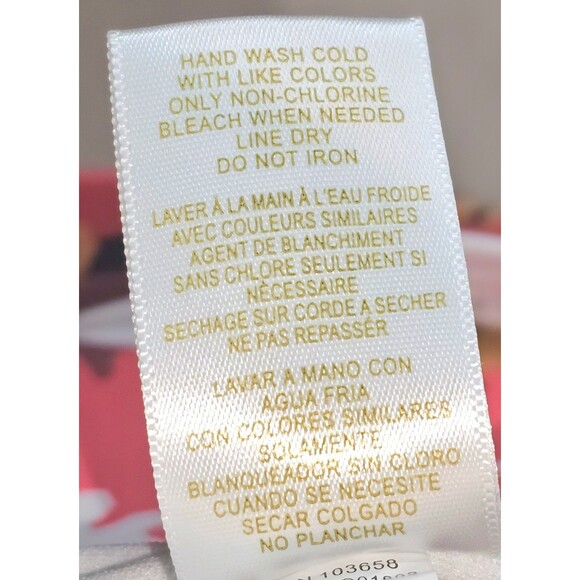 HAND WASH COLD
WITH LIKE COLORS
ONLY NON-CHLORINE
BLEACH WHEN NEEDED
LINE DRY
DO NOT IRON
LAVER À LA MAIN À L'EAU FROIDE
AVEC COULEURS SIMILAIRES
AGENT DE BLANCHIMENT
SANS CHLORE SEULEMENT SI
NÉCESSAIRE
SECHAGE SUR CORDE A SECHER
NE PAS REPASSER
LAVAR A MANO CON
AGUA FRIA
CON COLORES SIMILARES
SOLAMENTE
BLANQUEADOR SIN CLORO
CUANDO SE NECESITE
SECAR COLGADO
NO PLANCHAR
103658